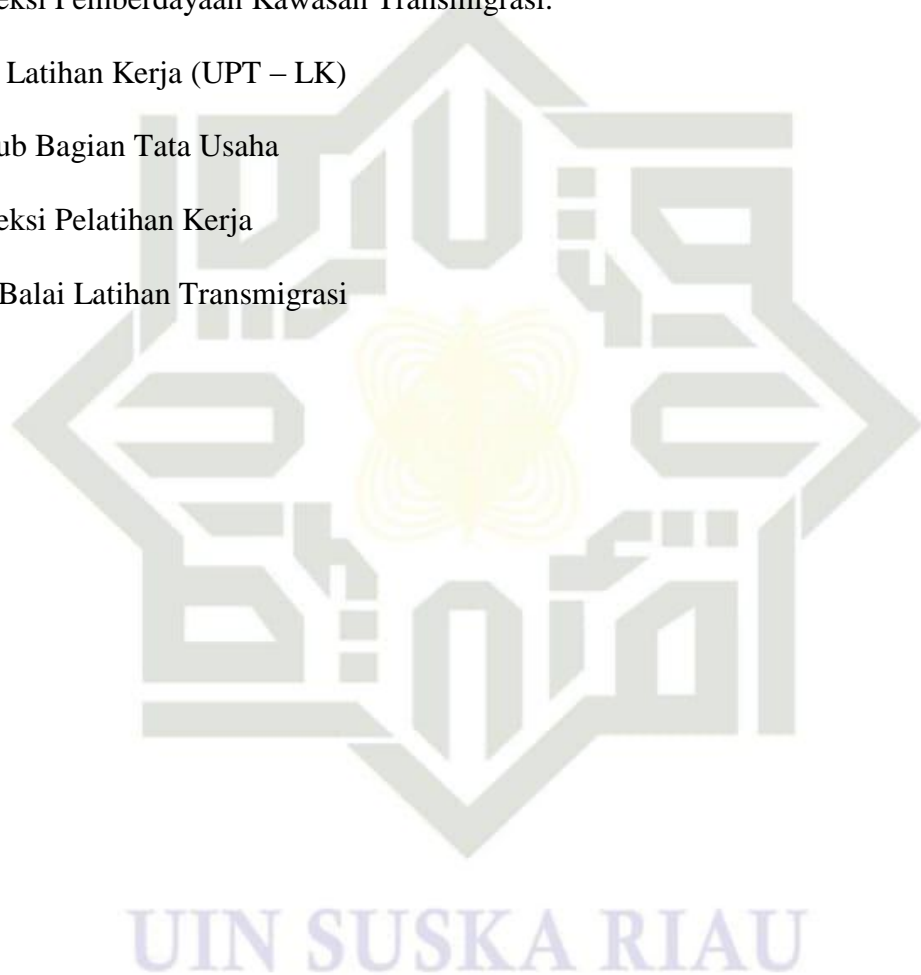 eksi Pemberdayaan Kawasan Transmigrasi.
Latihan Kerja (UPT – LK)
ub Bagian Tata Usaha
eksi Pelatihan Kerja
Balai Latihan Transmigrasi
UIN SUSKA RIAU